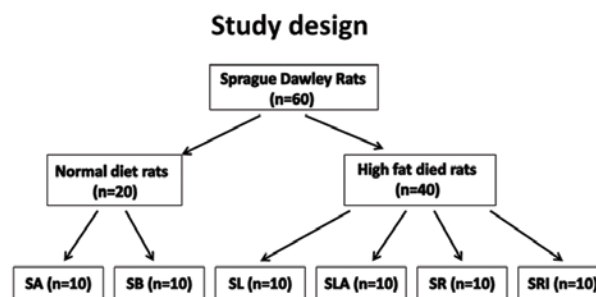 Study design
Sprague Dawley Rats
(n=60)
Normal diet rats
(n=20)
High fat died rats
(n=40)
SA (n=10)
SB (n=10)
SL (n=10)
SLA (n=10)
SR (n=10)
SRI (n=10)